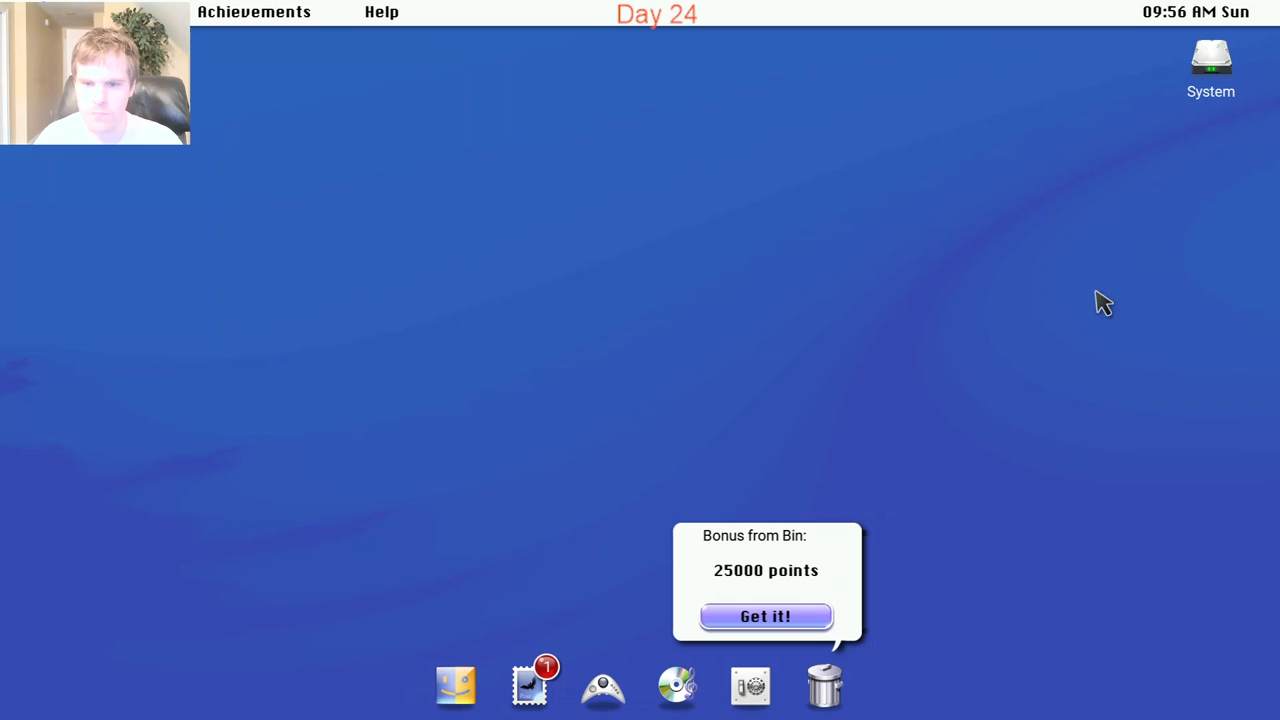 Achievements Help Day 24 09:56 AM Sun
System
Bonus from Bin:
25000 points
Get it!
1